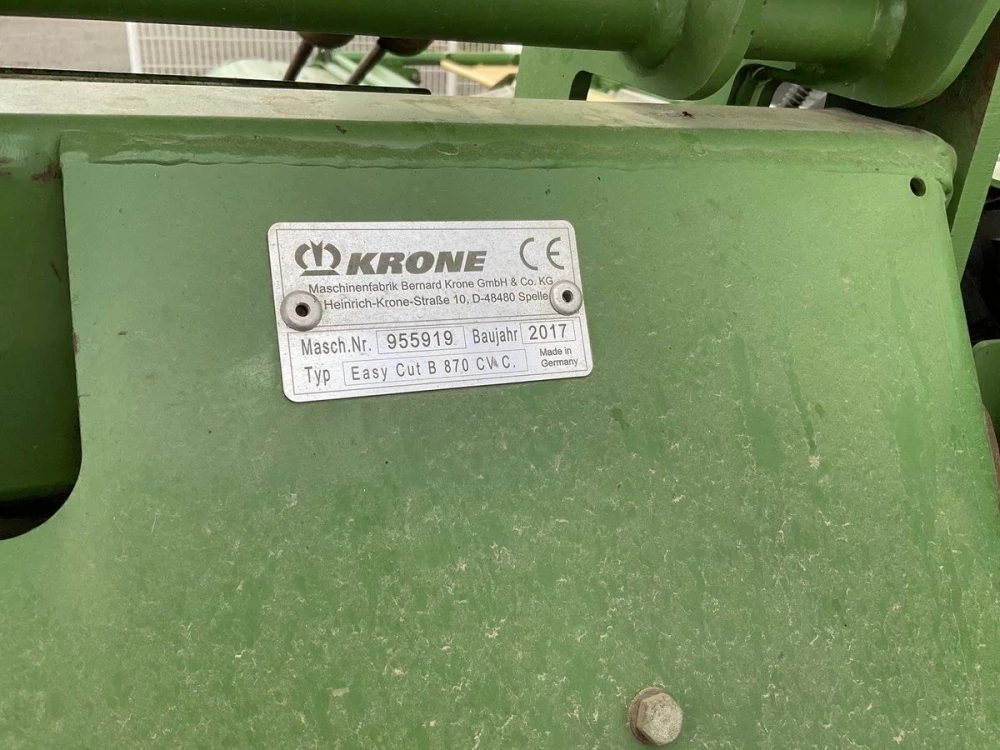 KRONE CE
Maschinenfabrik Bernard Krone GmbH & Co. KG
Heinrich-Krone-Straße 10, D-48480 Spelle
Masch.Nr. 955919 Baujahr 2017
Typ Easy Cut B 870 CV C. Made in Germany